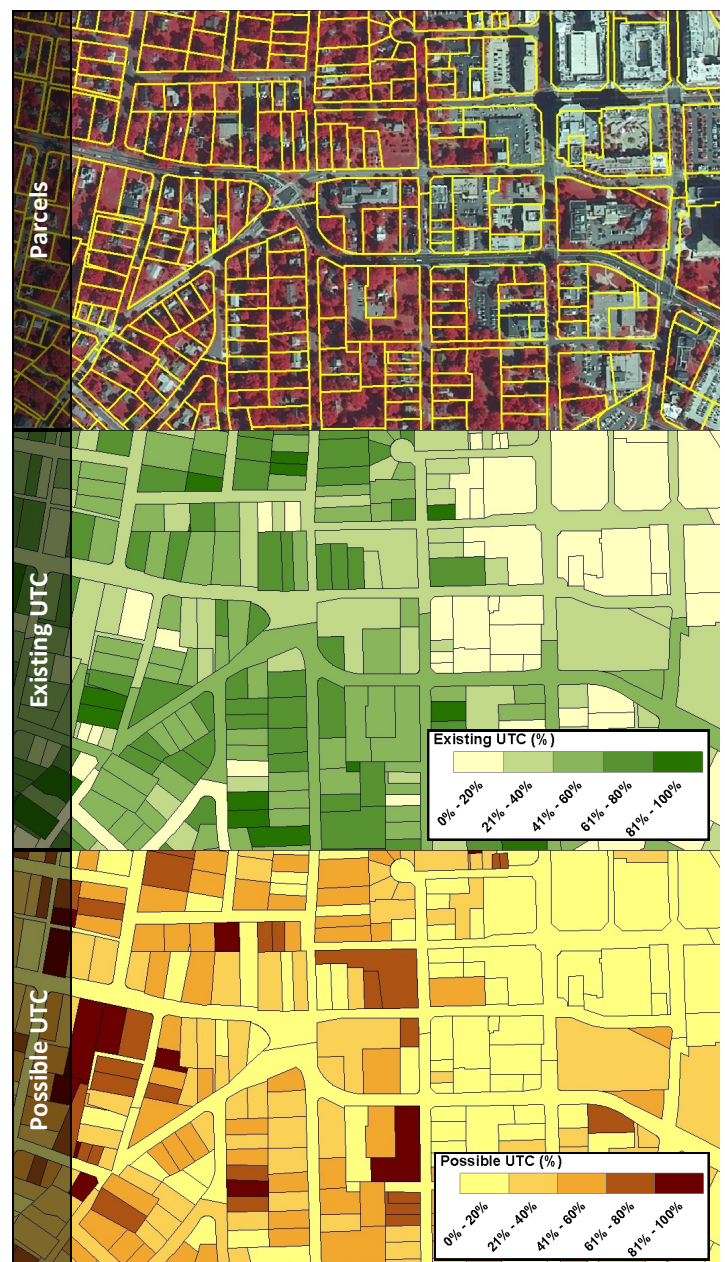 Parcels
Existing UTC
Existing UTC (%)
0% - 20%
21% - 40%
41% - 60%
61% - 80%
81% - 100%
Possible UTC
Possible UTC (%)
0% - 20%
21% - 40%
41% - 60%
61% - 80%
81% - 100%